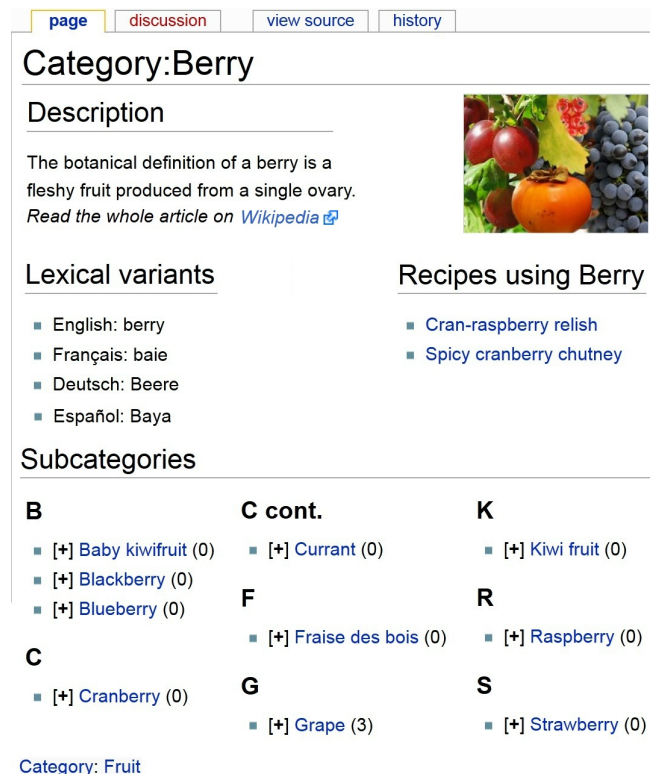 page
discussion
view source
history
Category:Berry
Description
The botanical definition of a berry is a
fleshy fruit produced from a single ovary.
Read the whole article on Wikipedia
Lexical variants
English: berry
Français: baie
Deutsch: Beere
Español: Baya
Recipes using Berry
Cran-raspberry relish
Spicy cranberry chutney
Subcategories
B
[+] Baby kiwifruit (0)
[+] Blackberry (0)
[+] Blueberry (0)
C
[+] Cranberry (0)
C cont.
[+] Currant (0)
F
[+] Fraise des bois (0)
G
[+] Grape (3)
K
[+] Kiwi fruit (0)
R
[+] Raspberry (0)
S
[+] Strawberry (0)
Category: Fruit